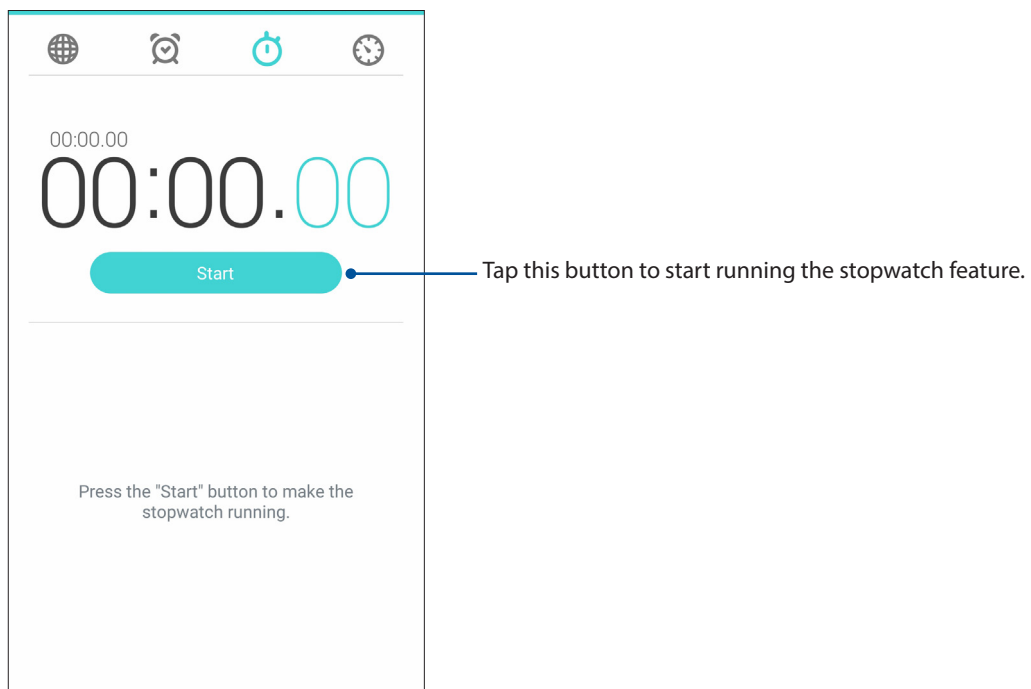 00:00.00
00:00.00
Start
Tap this button to start running the stopwatch feature.
Press the "Start" button to make the
stopwatch running.